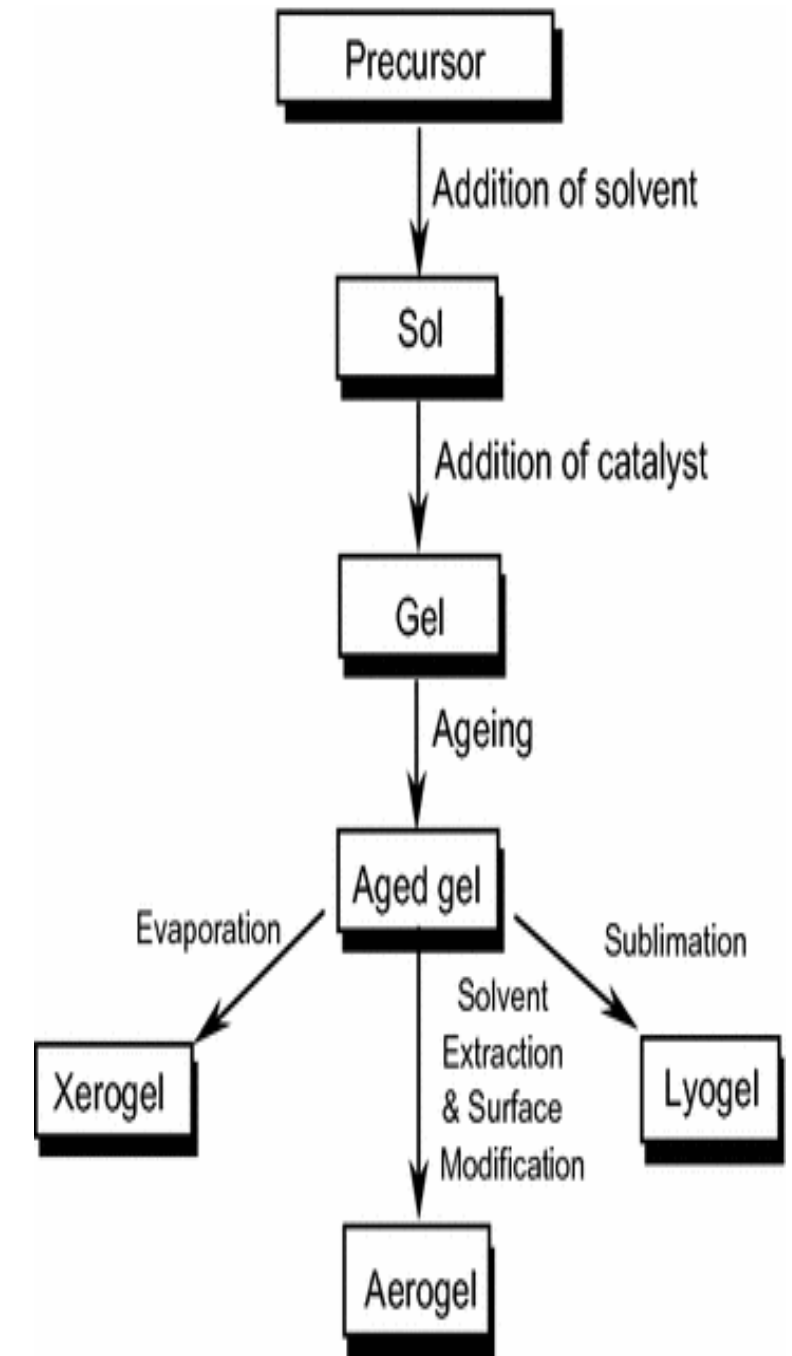 Precursor
Addition of solvent
Sol
Addition of catalyst
Gel
Ageing
Aged gel
Evaporation
Sublimation
Solvent
Extraction
& Surface
Modification
Xerogel
Lyogel
Aerogel